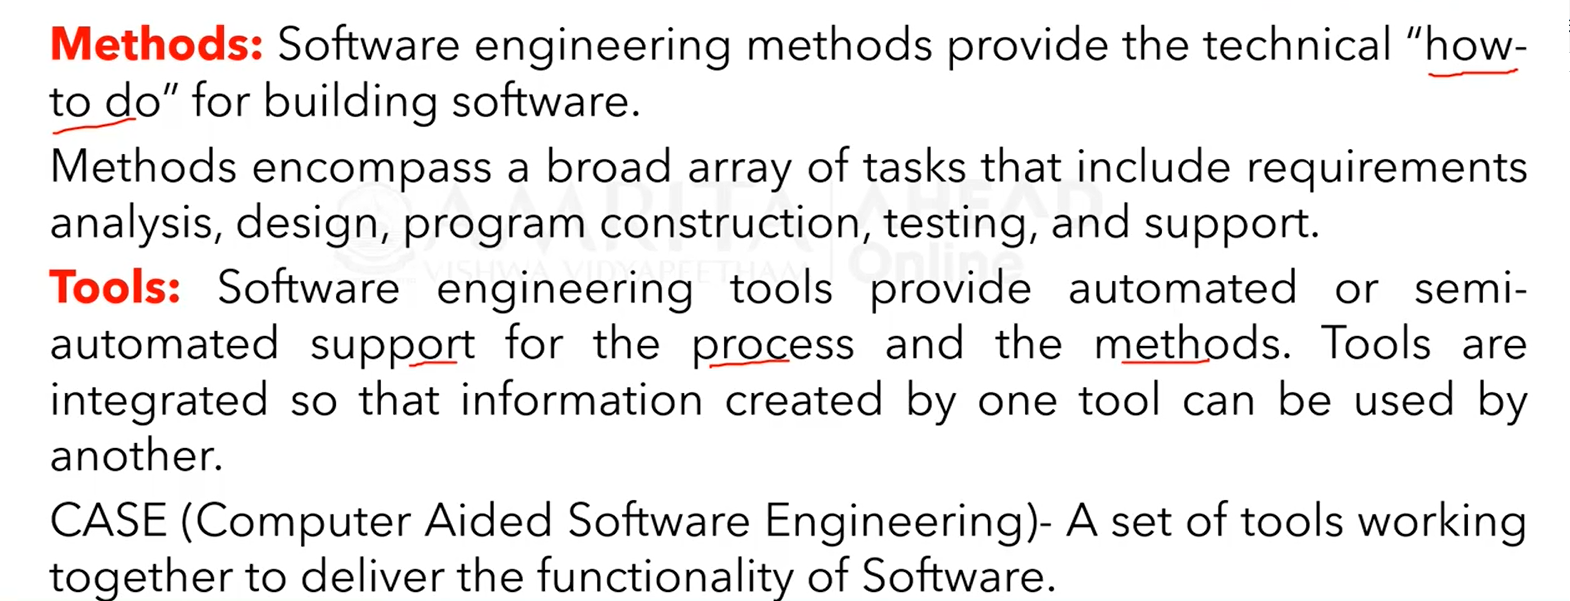 Methods: Software engineering methods provide the technical “how-
to do” for building software.
Methods encompass a broad array of tasks that include requirements
analysis, design, program construction, testing, and support.
AMRITA AHEAD
VISHWA VIDYAPEETHAM Online
Tools: Software engineering tools provide automated or semi-
automated support for the process and the methods. Tools are
integrated so that information created by one tool can be used by
another.
CASE (Computer Aided Software Engineering)- A set of tools working
together to deliver the functionality of Software.